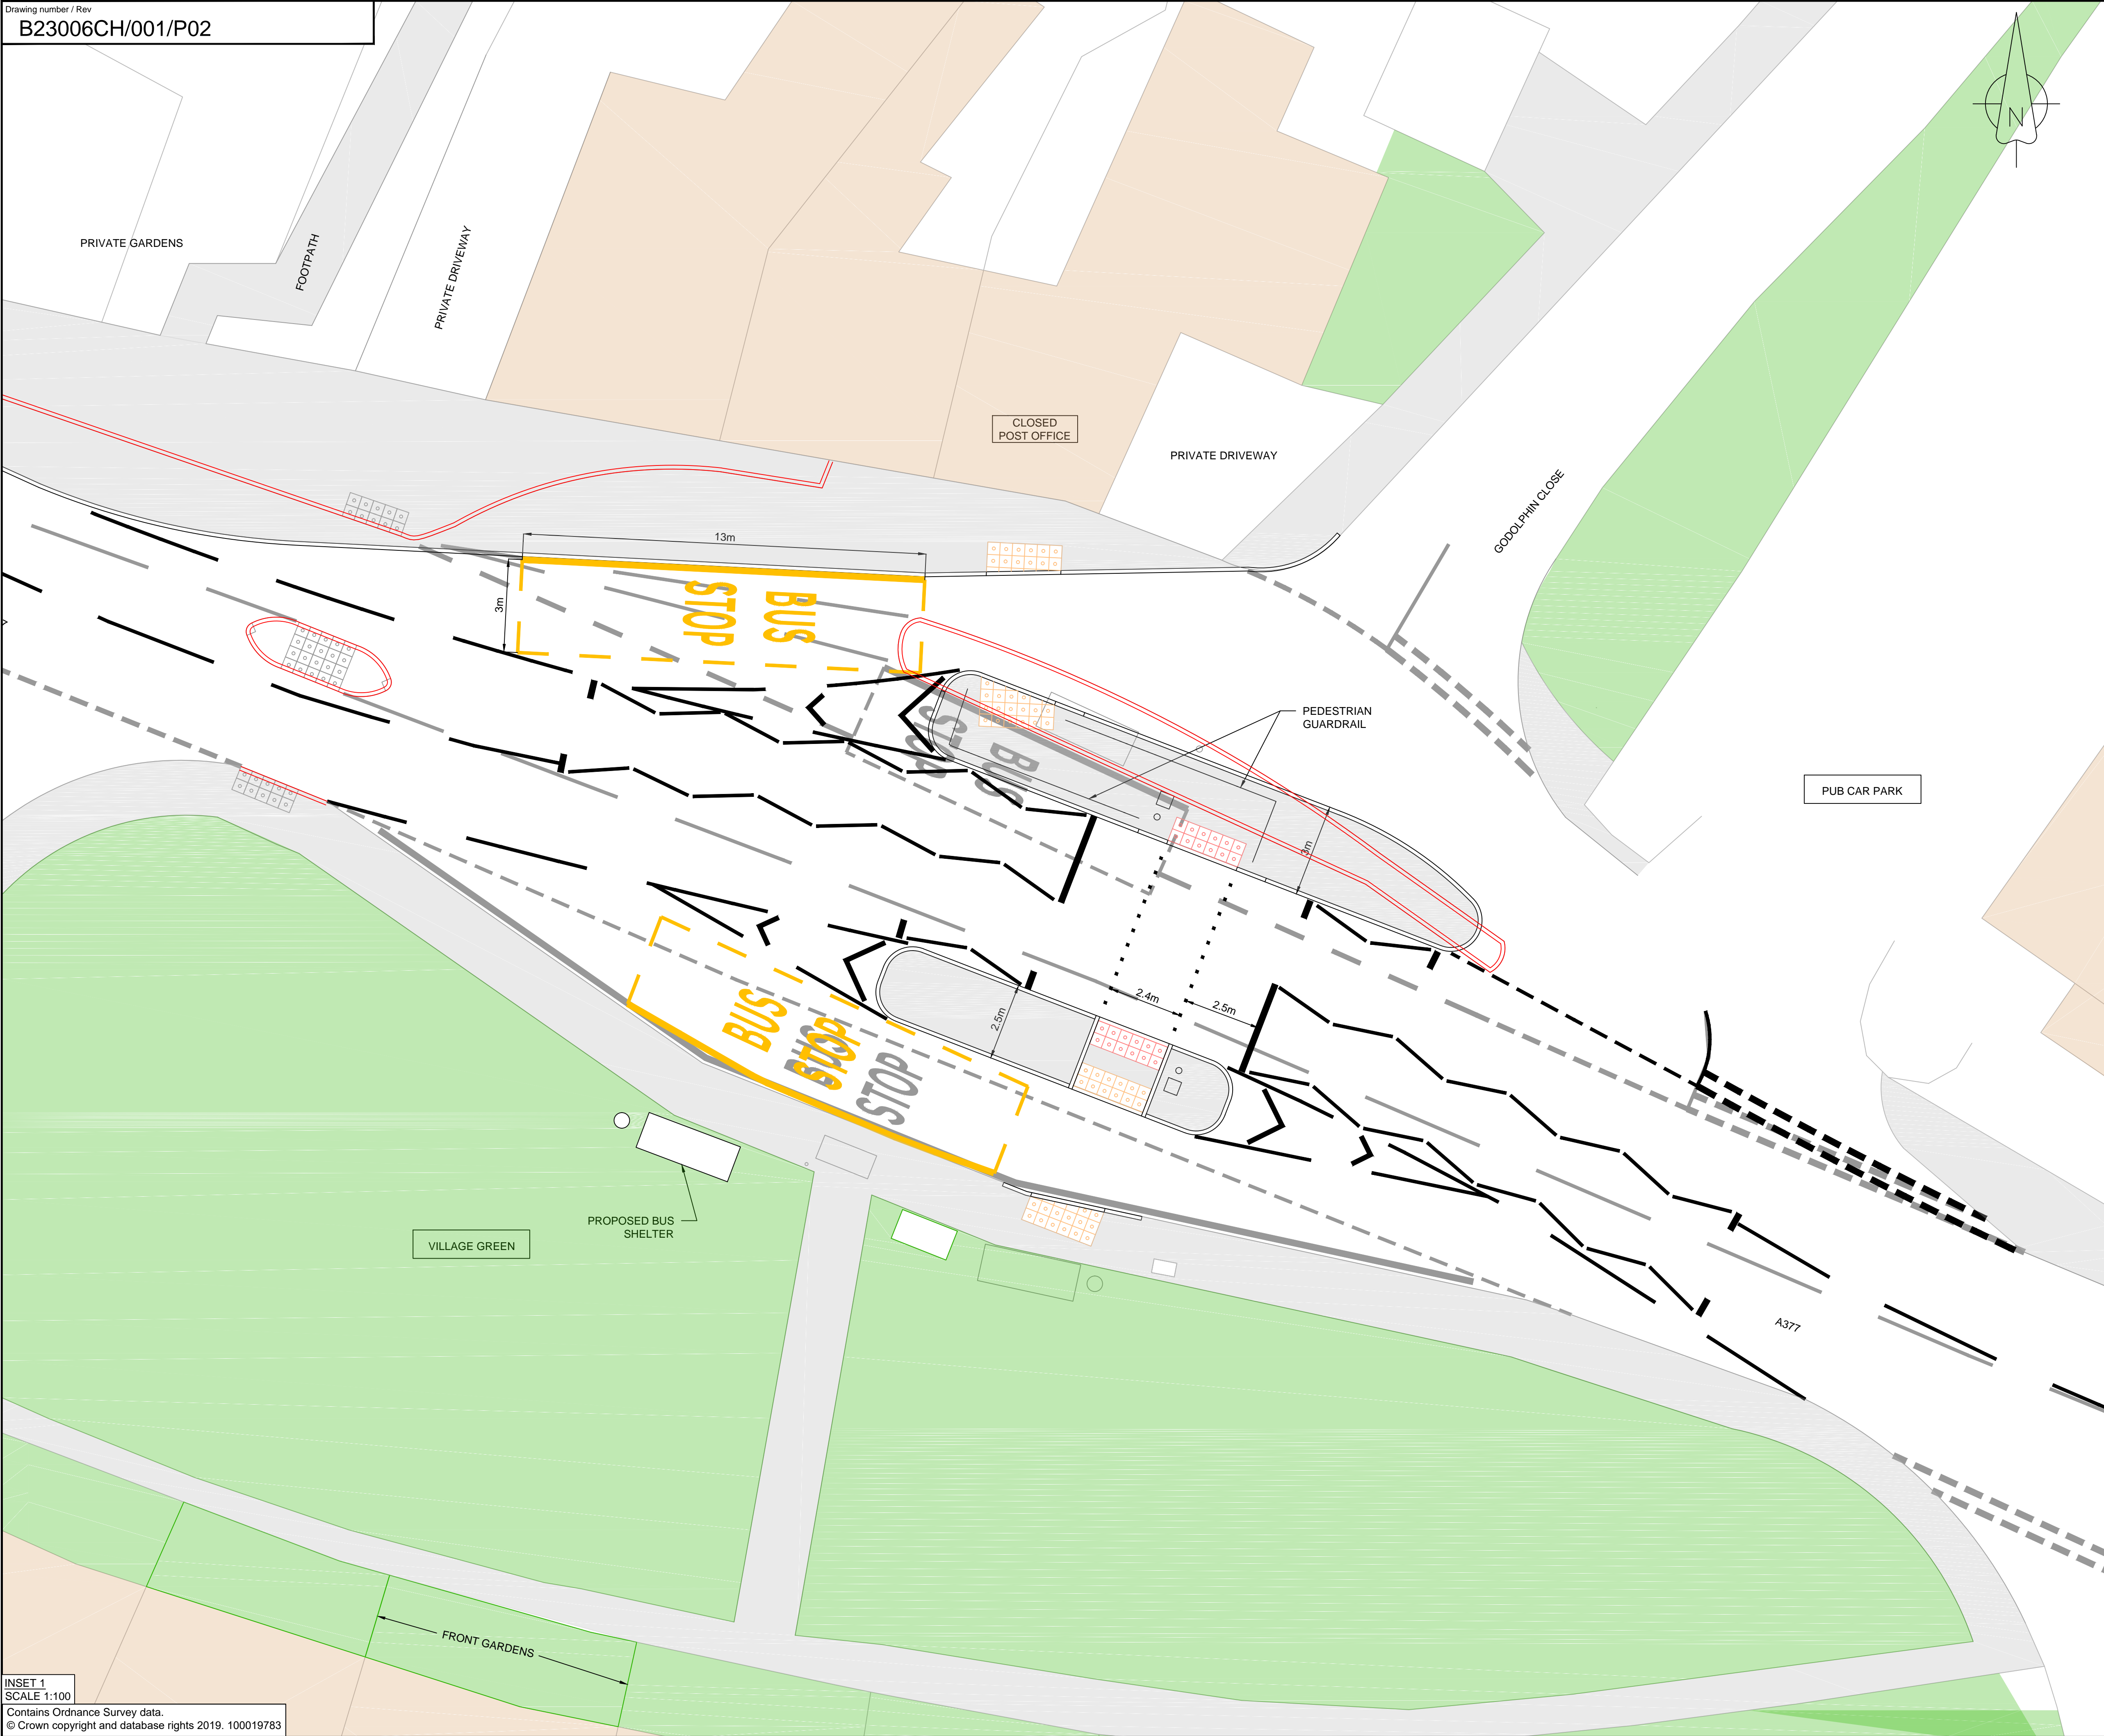 Drawing number / Rev
B23006CH/001/P02
N
PRIVATE GARDENS
FOOTPATH
PRIVATE DRIVEWAY
CLOSED
POST OFFICE
PRIVATE DRIVEWAY
GODOLPHIN CLOSE
13m
3m
BUS
STOP
BUS
STOP
PEDESTRIAN
GUARDRAIL
3m
PUB CAR PARK
2.4m
2.5m
2.5m
BUS
STOP
BUS
STOP
PROPOSED BUS
SHELTER
VILLAGE GREEN
A377
FRONT GARDENS
INSET 1
SCALE 1:100
Contains Ordnance Survey data.
© Crown copyright and database rights 2019. 100019783